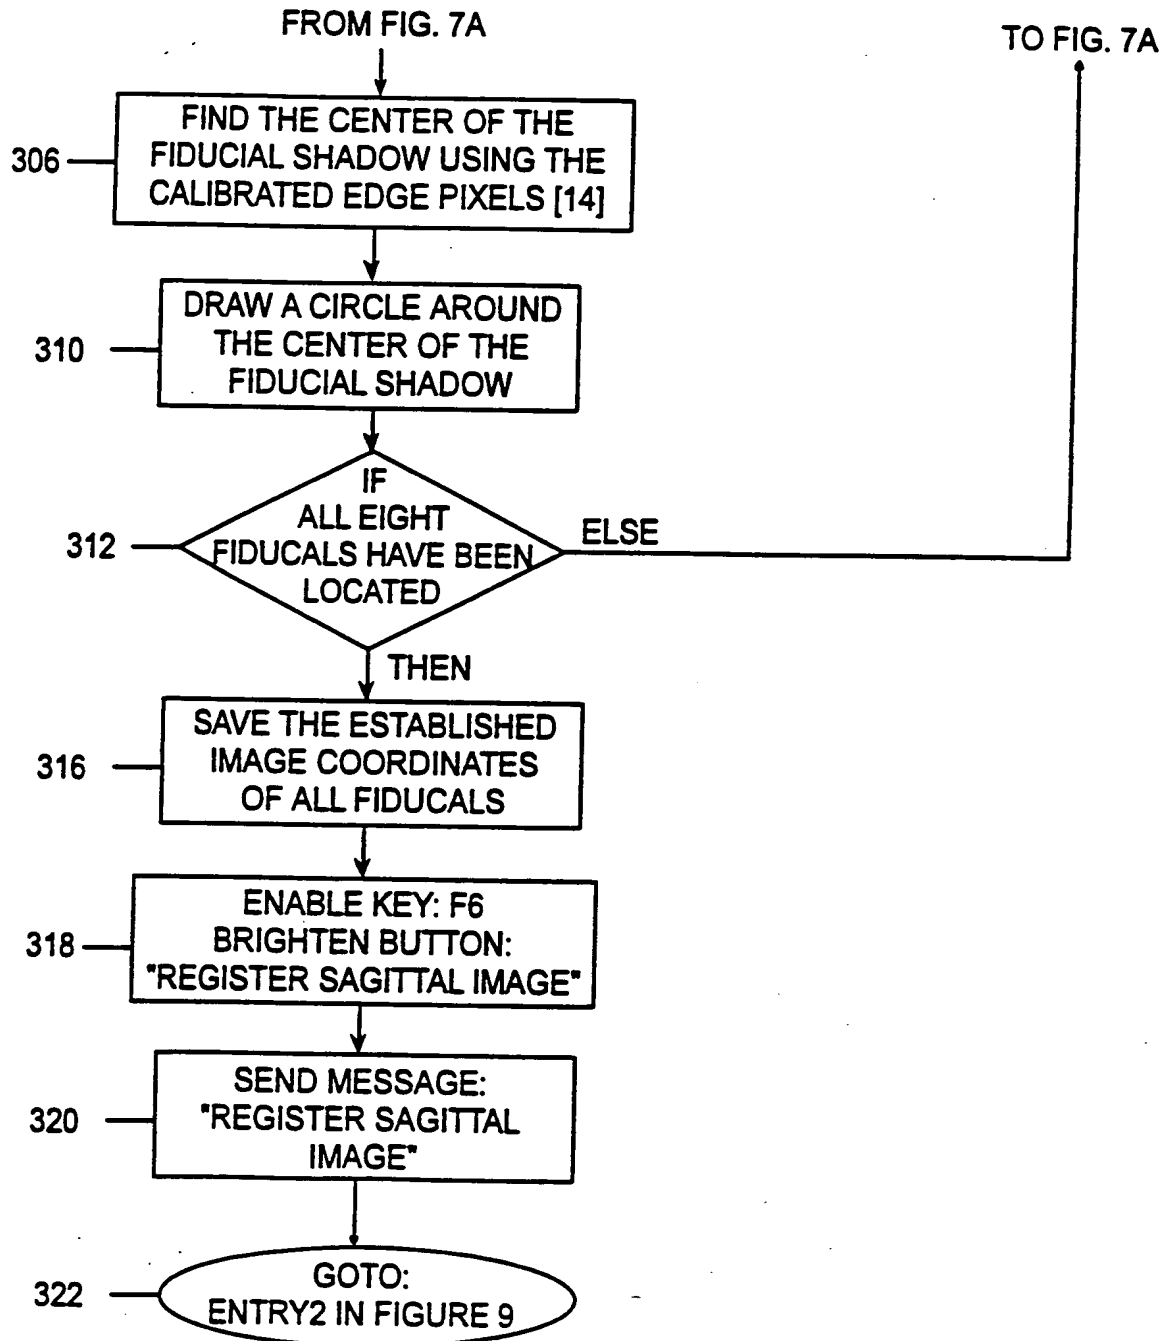 FROM FIG. 7A
TO FIG. 7A
FIND THE CENTER OF THE
FIDUCIAL SHADOW USING THE
CALIBRATED EDGE PIXELS [14]
306
DRAW A CIRCLE AROUND
THE CENTER OF THE
FIDUCIAL SHADOW
310
IF
ALL EIGHT
FIDUCALS HAVE BEEN
LOCATED
312
ELSE
THEN
SAVE THE ESTABLISHED
IMAGE COORDINATES
OF ALL FIDUCALS
316
ENABLE KEY: F6
BRIGHTEN BUTTON:
"REGISTER SAGITTAL IMAGE"
318
SEND MESSAGE:
"REGISTER SAGITTAL
IMAGE"
320
GOTO:
ENTRY2 IN FIGURE 9
322